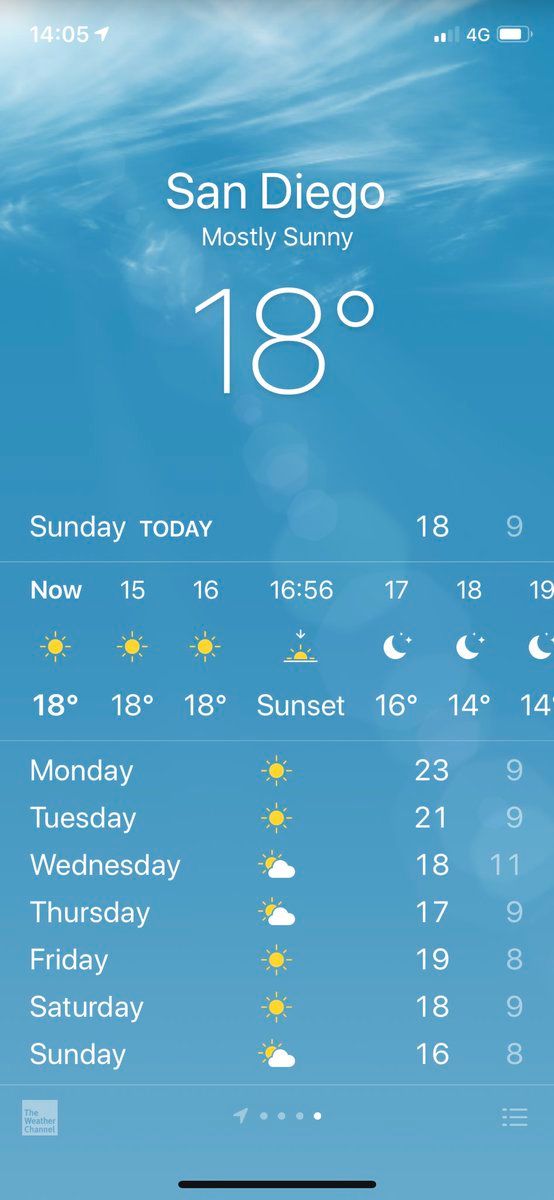 14:05 4G
San Diego
Mostly Sunny
18°
Sunday TODAY 18 9
Now 15 16 16:56 17 18 19
18° 18° 18° Sunset 16° 14° 14°
Monday 23 9
Tuesday 21 9
Wednesday 18 11
Thursday 17 9
Friday 19 8
Saturday 18 9
Sunday 16 8
The
Weather
Channel